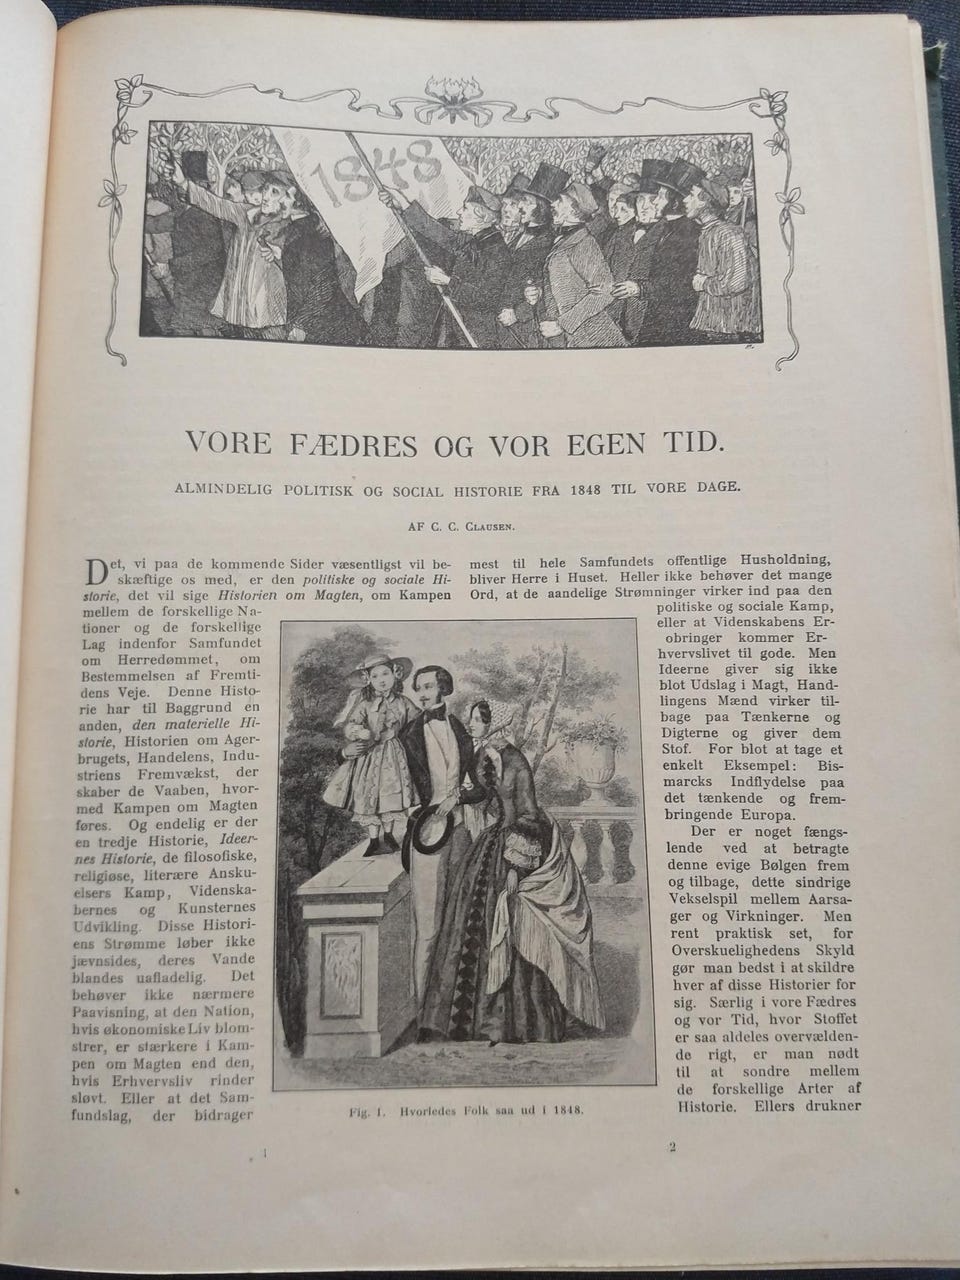 1848
VORE FÆDRES OG VOR EGEN TID.
ALMINDELIG POLITISK OG SOCIAL HISTORIE FRA 1848 TIL VORE DAGE.
AF C. C. CLAUSEN.
Det, vi paa de kommende Sider væsentligst vil be-
skæftige os med, er den politiske og sociale Hi-
storie, det vil sige Historien om Magten, om Kampen
mellem de forskellige Na-
tioner og de forskellige
Lag indenfor Samfundet
om Herredømmet, om
Bestemmelsen af Fremti-
dens Veje. Denne Histo-
rie har til Baggrund en
anden, den materielle Hi-
storie, Historien om Ager-
brugets, Handelens, Indu-
striens Fremvækst, der
skaber de Vaaben, hvor-
med Kampen om Magten
føres. Og endelig er der
en tredje Historie, Ideer-
nes Historie, de filosofiske,
religiøse, literære Ansku-
elsers Kamp, Videnska-
bernes og Kunsternes
Udvikling. Disse Histori-
ens Strømme løber ikke
jævnsides, deres Vande
blandes uafladelig. Det
behøver ikke nærmere
Paavisning, at den Nation,
hvis økonomiske Liv blom-
strer, er stærkere i Kam-
pen om Magten end den,
hvis Erhvervsliv rinder
sløvt. Eller at det Sam-
fundslag, der bidrager
mest til hele Samfundets offentlige Husholdning,
bliver Herre i Huset. Heller ikke behøver det mange
Ord, at de aandelige Strømninger virker ind paa den
politiske og sociale Kamp,
eller at Videnskabens Er-
obringer kommer Er-
hvervslivet til gode. Men
Ideerne giver sig ikke
blot Udslag i Magt, Hand-
lingens Mænd virker til-
bage paa Tænkerne og
Digterne og giver dem
Stof. For blot at tage et
enkelt Eksempel: Bis-
marcks Indflydelse paa
det tænkende og frem-
bringende Europa.
Der er noget fængs-
lende ved at betragte
denne evige Bølgen frem
og tilbage, dette sindrige
Vekselspil mellem Aarsa-
ger og Virkninger. Men
rent praktisk set, for
Overskuelighedens Skyld
gør man bedst i at skildre
hver af disse Historier for
sig. Særlig i vore Fædres
og vor Tid, hvor Stoffet
er saa aldeles overvælden-
de rigt, er man nødt
til at sondre mellem
de forskellige Arter af
Historie. Ellers drukner
Fig. 1. Hvorledes Folk saa ud i 1848.
1
2